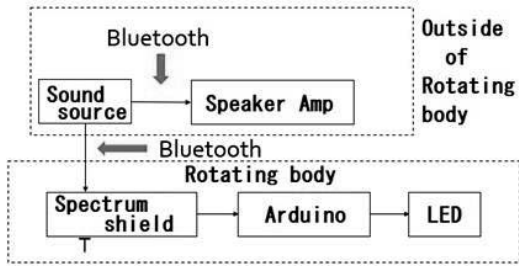 Bluetooth
Outside
of
Rotating
body
Sound
source
Speaker Amp
Bluetooth
Rotating body
Spectrum
shield
Arduino
LED